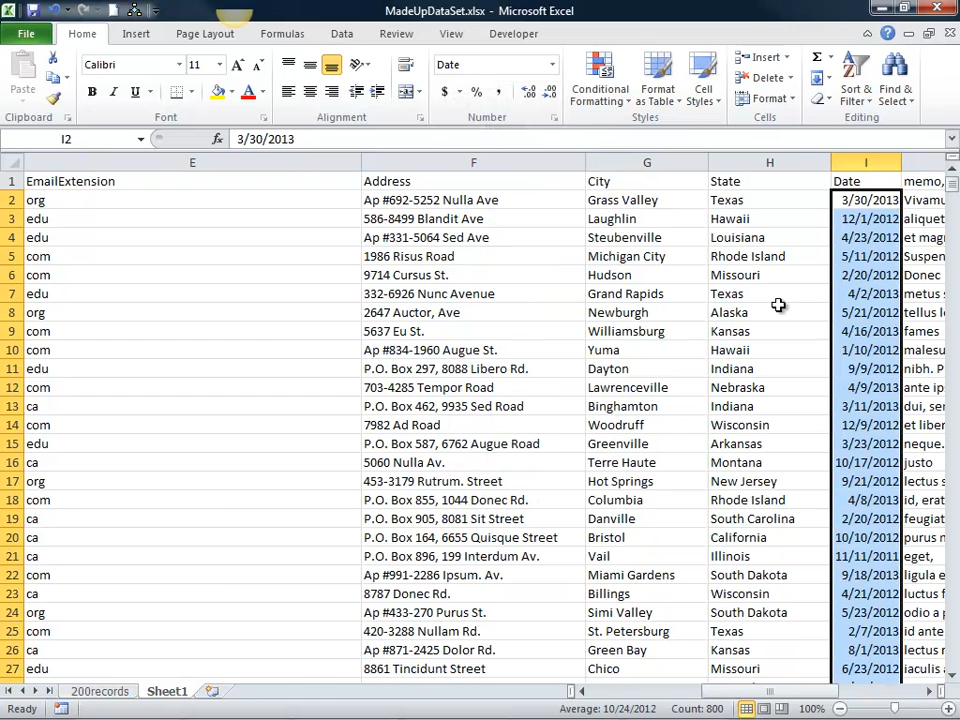 MadeUpDataSet.xlsx - Microsoft Excel
File Home Insert Page Layout Formulas Data Review View Developer
Paste
Calibri 11
B I U
Date
$ % ,
Conditional Formatting
Format as Table
Cell Styles
Insert
Delete
Format
Sort & Filter
Find & Select
Clipboard Font Alignment Number Styles Cells Editing
I2 fx 3/30/2013
E F G H I
1 EmailExtension Address City State Date memo,
2 org Ap #692-5252 Nulla Ave Grass Valley Texas 3/30/2013 Vivamu
3 edu 586-8499 Blandit Ave Laughlin Hawaii 12/1/2012 aliquet
4 edu Ap #331-5064 Sed Ave Steubenville Louisiana 4/23/2012 et mag
5 com 1986 Risus Road Michigan City Rhode Island 5/11/2012 Suspen
6 com 9714 Cursus St. Hudson Missouri 2/20/2012 Donec
7 edu 332-6926 Nunc Avenue Grand Rapids Texas 4/2/2013 metus s
8 org 2647 Auctor, Ave Newburgh Alaska 5/21/2012 tellus l
9 com 5637 Eu St. Williamsburg Kansas 4/16/2013 fames
10 com Ap #834-1960 Augue St. Yuma Hawaii 1/10/2012 malesu
11 edu P.O. Box 297, 8088 Libero Rd. Dayton Indiana 9/9/2012 nibh. P
12 com 703-4285 Tempor Road Lawrenceville Nebraska 4/9/2013 ante ip
13 ca P.O. Box 462, 9935 Sed Road Binghamton Indiana 3/11/2013 dui, se
14 com 7982 Ad Road Woodruff Wisconsin 12/9/2012 et liber
15 edu P.O. Box 587, 6762 Augue Road Greenville Arkansas 3/23/2012 neque.
16 ca 5060 Nulla Av. Terre Haute Montana 10/17/2012 justo
17 org 453-3179 Rutrum. Street Hot Springs New Jersey 9/21/2012 lectus s
18 com P.O. Box 855, 1044 Donec Rd. Columbia Rhode Island 4/8/2013 id, erat
19 ca P.O. Box 905, 8081 Sit Street Danville South Carolina 2/20/2012 feugiat
20 ca P.O. Box 164, 6655 Quisque Street Bristol California 10/10/2012 purus n
21 ca P.O. Box 896, 199 Interdum Av. Vail Illinois 11/11/2011 eget,
22 com Ap #991-2286 Ipsum. Av. Miami Gardens South Dakota 9/18/2013 ligula e
23 ca 8787 Donec Rd. Billings Wisconsin 4/21/2012 luctus f
24 org Ap #433-270 Purus St. Simi Valley South Dakota 5/23/2012 odio a p
25 com 420-3288 Nullam Rd. St. Petersburg Texas 2/7/2013 id ante
26 ca Ap #871-2425 Dolor Rd. Green Bay Kansas 8/1/2013 lectus r
27 edu 8861 Tincidunt Street Chico Missouri 6/23/2012 iaculis a
200records Sheet1
Ready Average: 10/24/2012 Count: 800 100%